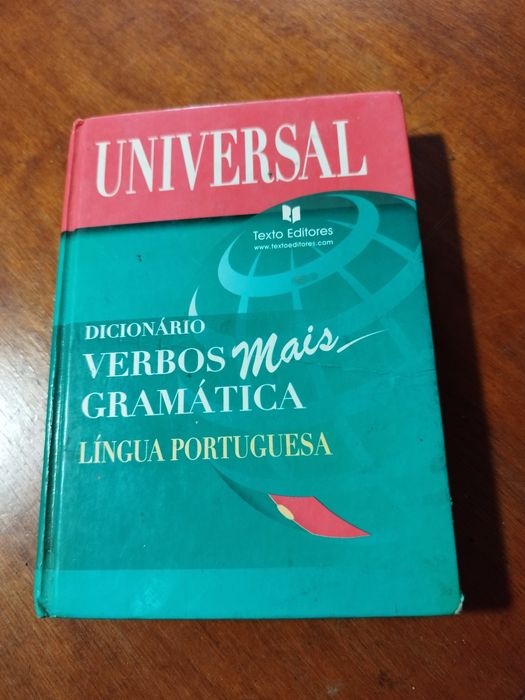 UNIVERSAL
Texto Editores
www.textoeditores.com
DICIONÁRIO
VERBOS Mais
GRAMÁTICA
LÍNGUA PORTUGUESA